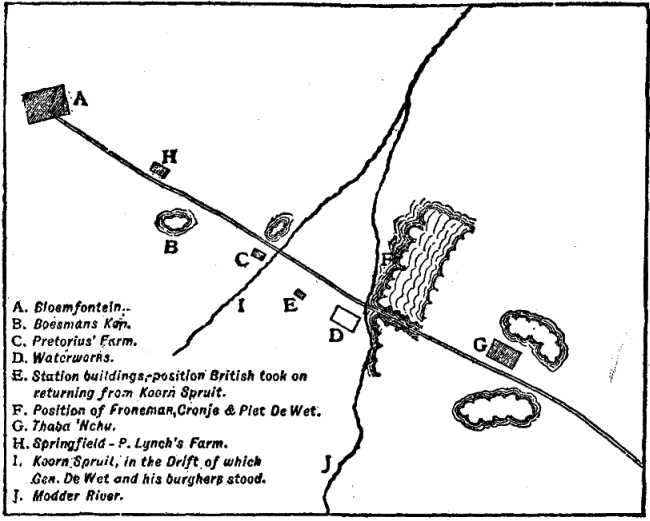 A
H
B
C
I
E
D
F
G
J
A. Bloemfontein.
B. Boesmans Kop.
C. Pretorius' Farm.
D. Waterworks.
E. Station buildings,-position British took on
returning from Koorn Spruit.
F. Position of Froneman, Cronje & Piet De Wet.
G. Thaba 'Nchu.
H. Springfield - P. Lynch's Farm.
I. Koorn Spruit, in the Drift of which
Gen. De Wet and his burghers stood.
J. Modder River.